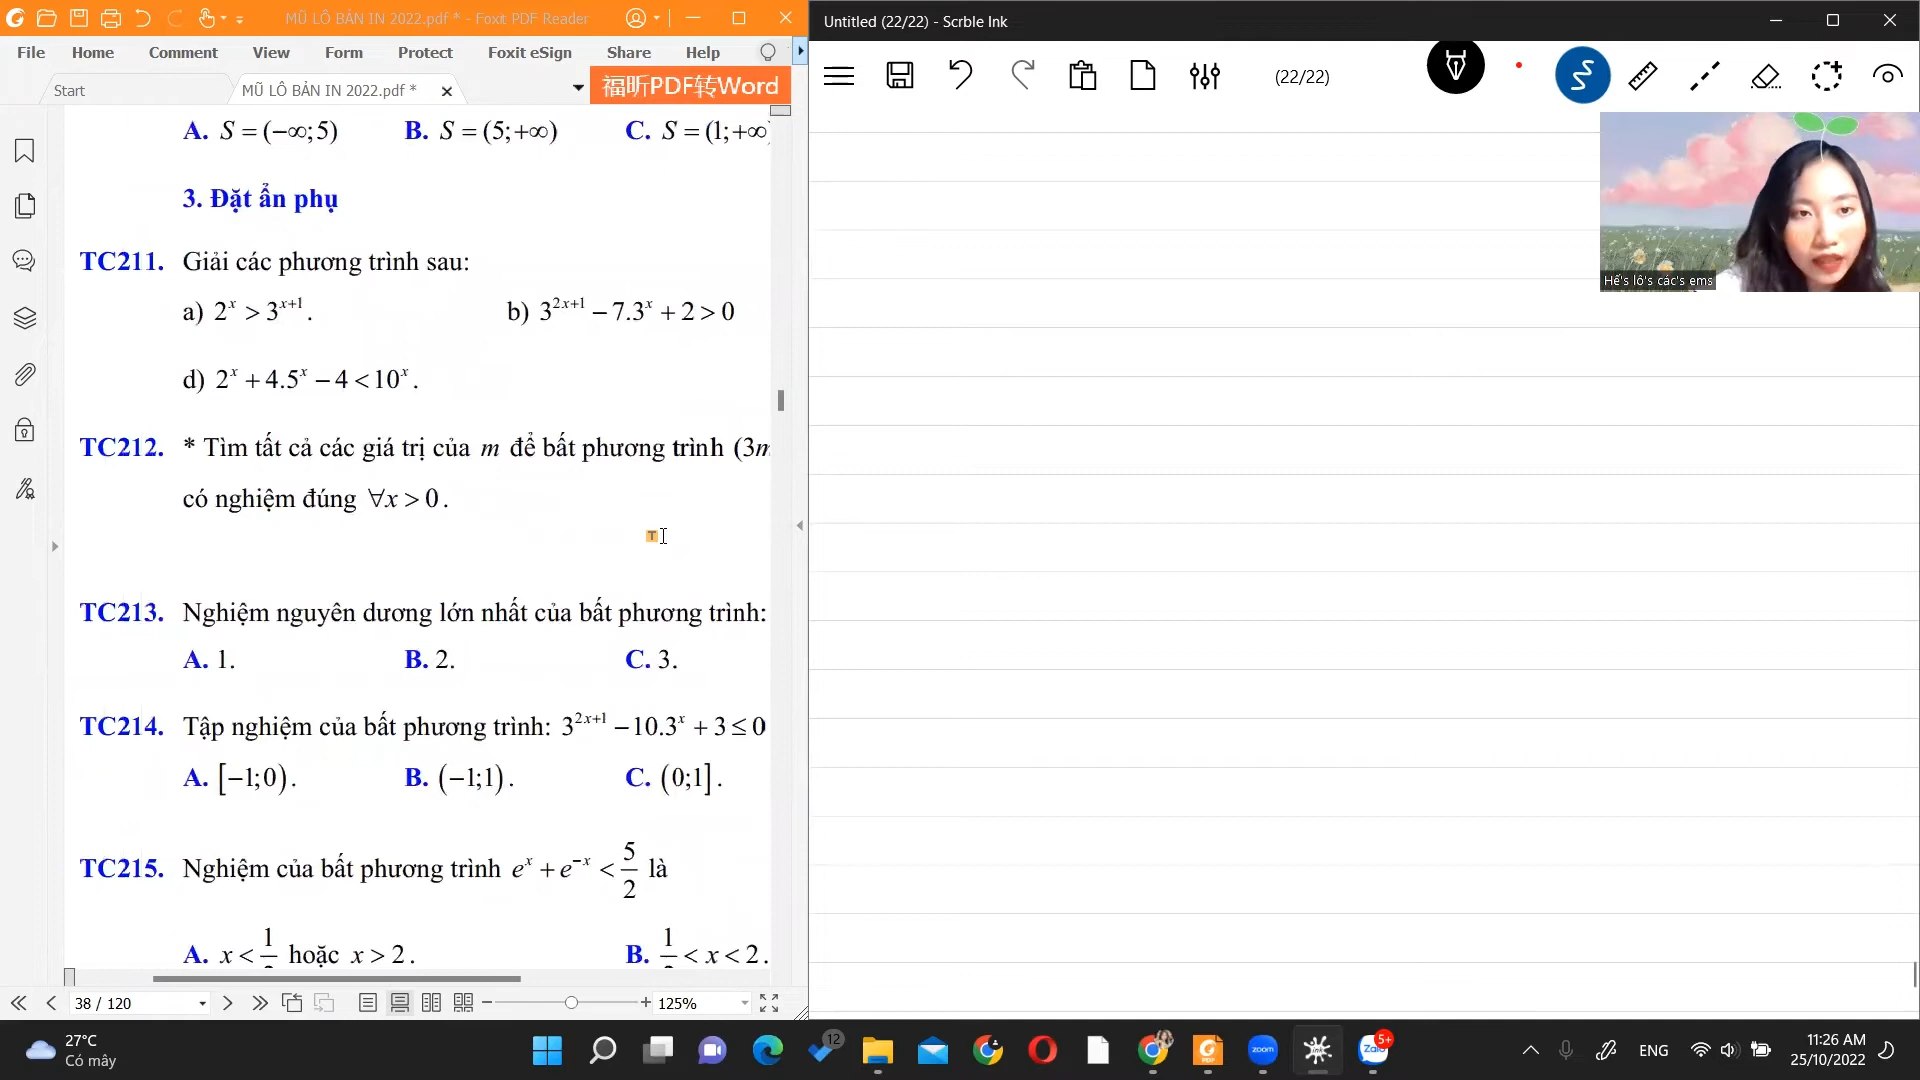 MŨ LÔ BẢN IN 2022.pdf * - Foxit PDF Reader
File Home Comment View Form Protect Foxit eSign Share Help
Start
MŨ LÔ BẢN IN 2022.pdf *
福昕PDF转Word
A. S = (−∞;5) B. S = (5;+∞) C. S = (1;+∞)
3. Đặt ẩn phụ
TC211. Giải các phương trình sau:
a) 2^x > 3^{x+1}. b) 3^{2x+1} − 7.3^x + 2 > 0
d) 2^x + 4.5^x − 4 < 10^x.
TC212. * Tìm tất cả các giá trị của m để bất phương trình (3m
có nghiệm đúng ∀x > 0.
T
TC213. Nghiệm nguyên dương lớn nhất của bất phương trình:
A. 1. B. 2. C. 3.
TC214. Tập nghiệm của bất phương trình: 3^{2x+1} − 10.3^x + 3 ≤ 0
A. [−1;0). B. (−1;1). C. (0;1].
TC215. Nghiệm của bất phương trình e^x + e^{−x} < 5/2 là
A. x < 1/2 hoặc x > 2. B. 1/2 < x < 2.
38 / 120
125%
Untitled (22/22) - Scrble Ink
(22/22)
Hế's lô's các's ems
27°C
Có mây
12
zoom
PDF
Zalo
5+
ENG
11:26 AM
25/10/2022